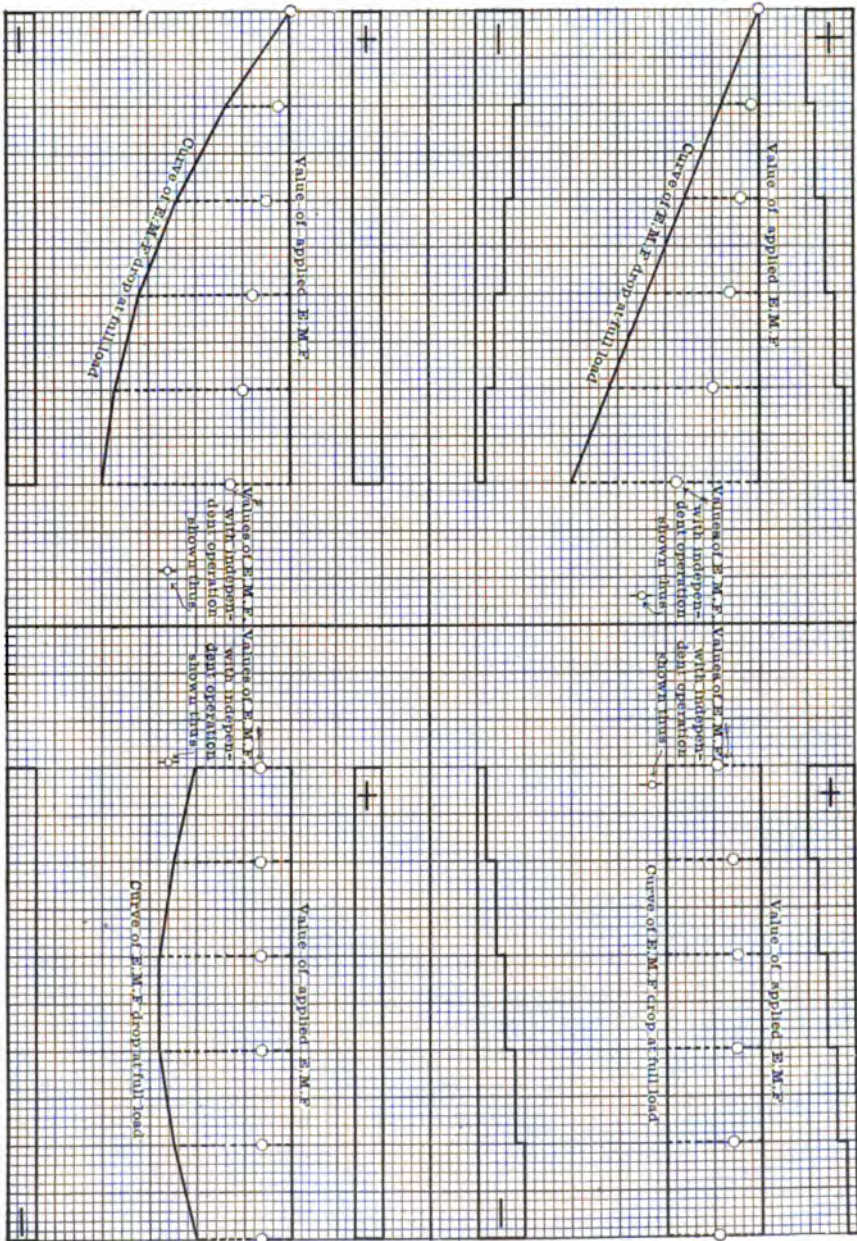 +
Value of applied E.M.F
Values of E.M.F.
with indepen-
dent operation
shown thus
Curve of E.M.F drop at full load
−
+
Value of applied E.M.F
Values of E.M.F.
with indepen-
dent operation
shown thus
Curve of E.M.F drop at full load
−
+
Value of applied E.M.F
Values of E.M.F.
with indepen-
dent operation
shown thus
Curve of E.M.F drop at full load
−
+
Value of applied E.M.F
Values of E.M.F.
with indepen-
dent operation
shown thus
Curve of E.M.F drop at full load
−